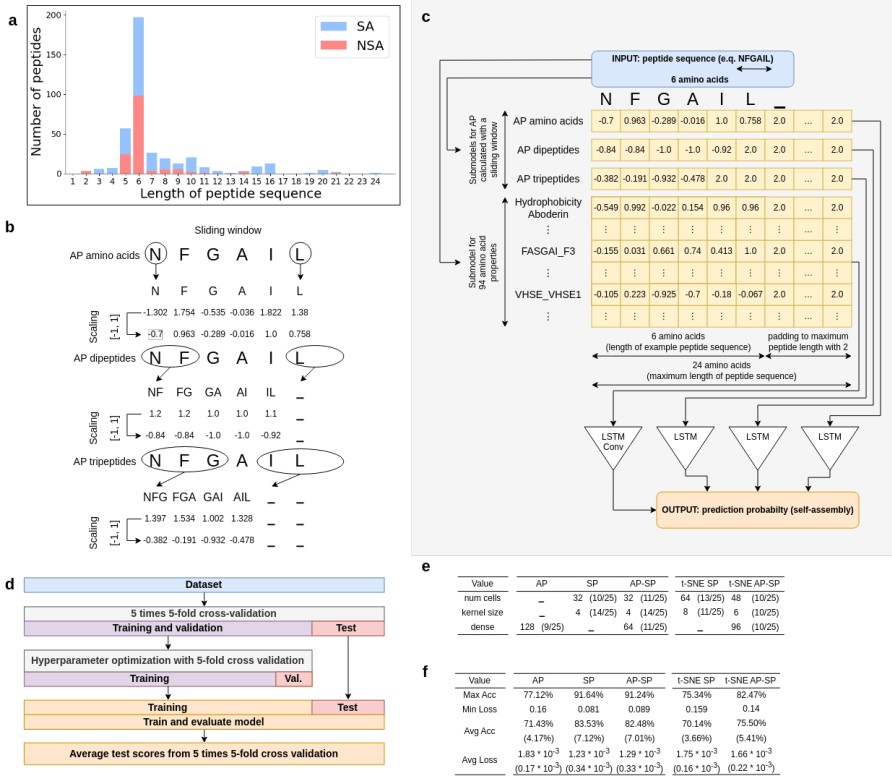 a
SA
NSA
Number of peptides
200
150
100
50
0
1 2 3 4 5 6 7 8 9 10 11 12 13 14 15 16 17 18 19 20 21 24
Length of peptide sequence
b
Sliding window
AP amino acids N F G A I L
N F G A I L
Scaling [-1, 1]
-1.302 1.754 -0.535 -0.036 1.822 1.38
-0.7 0.963 -0.289 -0.016 1.0 0.758
AP dipeptides N F G A I L _
NF FG GA AI IL _
Scaling [-1, 1]
1.2 1.2 1.0 1.0 1.1
-0.84 -0.84 -1.0 -1.0 -0.92 _
AP tripeptides N F G A I L
NFG FGA GAI AIL _ _
Scaling [-1, 1]
1.397 1.534 1.002 1.328 _ _
-0.382 -0.191 -0.932 -0.478 _ _
c
INPUT: peptide sequence (e.q. NFGAIL)
6 amino acids
N F G A I L _
Submodels for AP calculated with a sliding window
AP amino acids -0.7 0.963 -0.289 -0.016 1.0 0.758 2.0 ... 2.0
AP dipeptides -0.84 -0.84 -1.0 -1.0 -0.92 2.0 2.0 ... 2.0
AP tripeptides -0.382 -0.191 -0.932 -0.478 2.0 2.0 2.0 ... 2.0
Submodel for 94 amino acid properties
Hydrophobicity Aboderin -0.549 0.992 -0.022 0.154 0.96 0.96 2.0 ... 2.0
⋮ ⋮ ⋮ ⋮ ⋮ ⋮ ⋮ ⋮ ... ⋮
FASGAI_F3 -0.155 0.031 0.661 0.74 0.413 1.0 2.0 ... 2.0
⋮ ⋮ ⋮ ⋮ ⋮ ⋮ ⋮ ⋮ ... ⋮
VHSE_VHSE1 -0.105 0.223 -0.925 -0.7 -0.18 -0.067 2.0 ... 2.0
⋮ ⋮ ⋮ ⋮ ⋮ ⋮ ⋮ ⋮ ... ⋮
6 amino acids
(length of example peptide sequence)
padding to maximum
peptide length with 2
24 amino acids
(maximum length of peptide sequence)
LSTM Conv
LSTM
LSTM
LSTM
OUTPUT: prediction probabilty (self-assembly)
d
Dataset
5 times 5-fold cross-validation
Training and validation Test
Hyperparameter optimization with 5-fold cross validation
Training Val.
Training Test
Train and evaluate model
Average test scores from 5 times 5-fold cross validation
e
Value AP SP AP-SP t-SNE SP t-SNE AP-SP
num cells _ 32 (10/25) 32 (11/25) 64 (13/25) 48 (10/25)
kernel size _ 4 (14/25) 4 (14/25) 8 (11/25) 6 (10/25)
dense 128 (9/25) _ 64 (11/25) _ 96 (10/25)
f
Value AP SP AP-SP t-SNE SP t-SNE AP-SP
Max Acc 77.12% 91.64% 91.24% 75.34% 82.47%
Min Loss 0.16 0.081 0.089 0.159 0.14
Avg Acc 71.43% 83.53% 82.48% 70.14% 75.50%
(4.17%) (7.12%) (7.01%) (3.66%) (5.41%)
Avg Loss 1.83 * 10⁻³ 1.23 * 10⁻³ 1.29 * 10⁻³ 1.75 * 10⁻³ 1.66 * 10⁻³
(0.17 * 10⁻³) (0.34 * 10⁻³) (0.33 * 10⁻³) (0.16 * 10⁻³) (0.22 * 10⁻³)